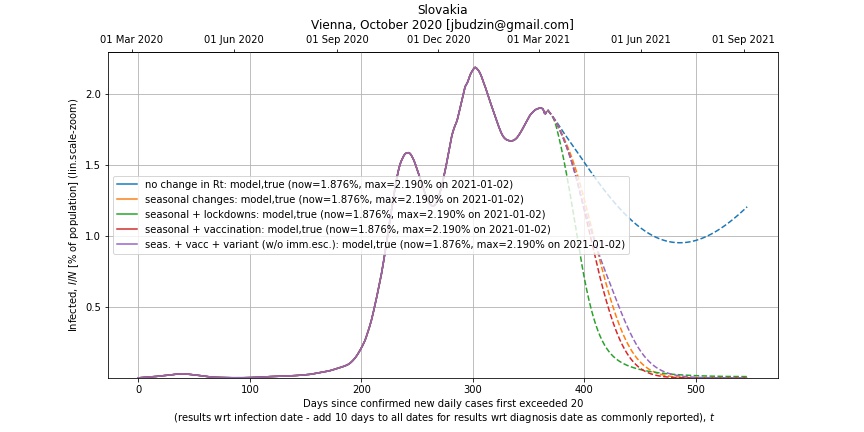 Slovakia
Vienna, October 2020 [jbudzin@gmail.com]
01 Mar 2020 01 Jun 2020 01 Sep 2020 01 Dec 2020 01 Mar 2021 01 Jun 2021 01 Sep 2021
Infected, I/N [% of population] (lin.scale-zoom)
2.0
1.5
1.0
0.5
no change in Rt: model,true (now=1.876%, max=2.190% on 2021-01-02)
seasonal changes: model,true (now=1.876%, max=2.190% on 2021-01-02)
seasonal + lockdowns: model,true (now=1.876%, max=2.190% on 2021-01-02)
seasonal + vaccination: model,true (now=1.876%, max=2.190% on 2021-01-02)
seas. + vacc + variant (w/o imm.esc.): model,true (now=1.876%, max=2.190% on 2021-01-02)
0 100 200 300 400 500
Days since confirmed new daily cases first exceeded 20
(results wrt infection date - add 10 days to all dates for results wrt diagnosis date as commonly reported), t